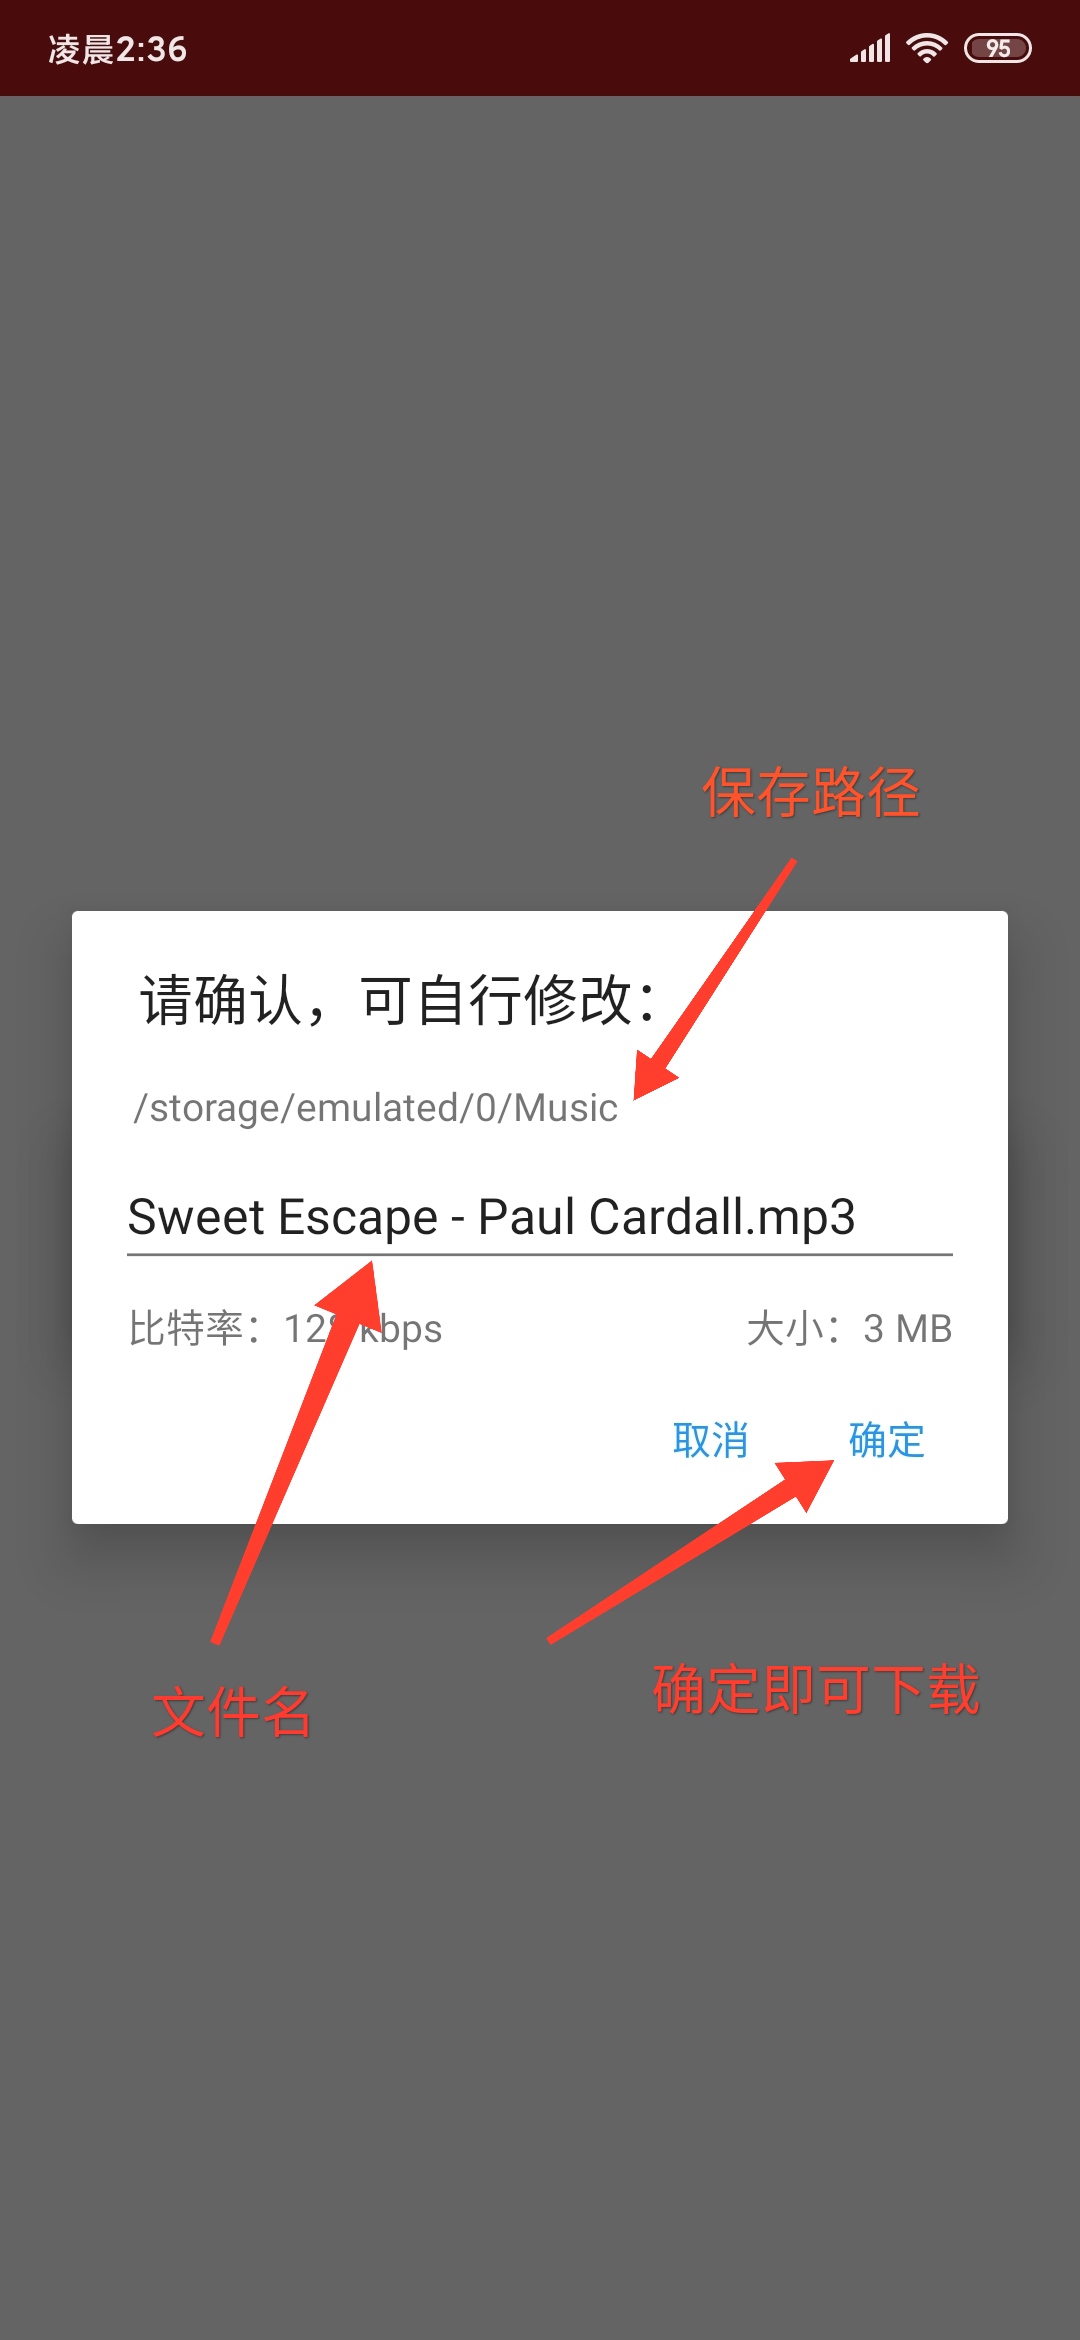 凌晨2:36
95
保存路径
请确认，可自行修改：
/storage/emulated/0/Music
Sweet Escape - Paul Cardall.mp3
比特率：128 kbps
大小：3 MB
取消
确定
确定即可下载
文件名